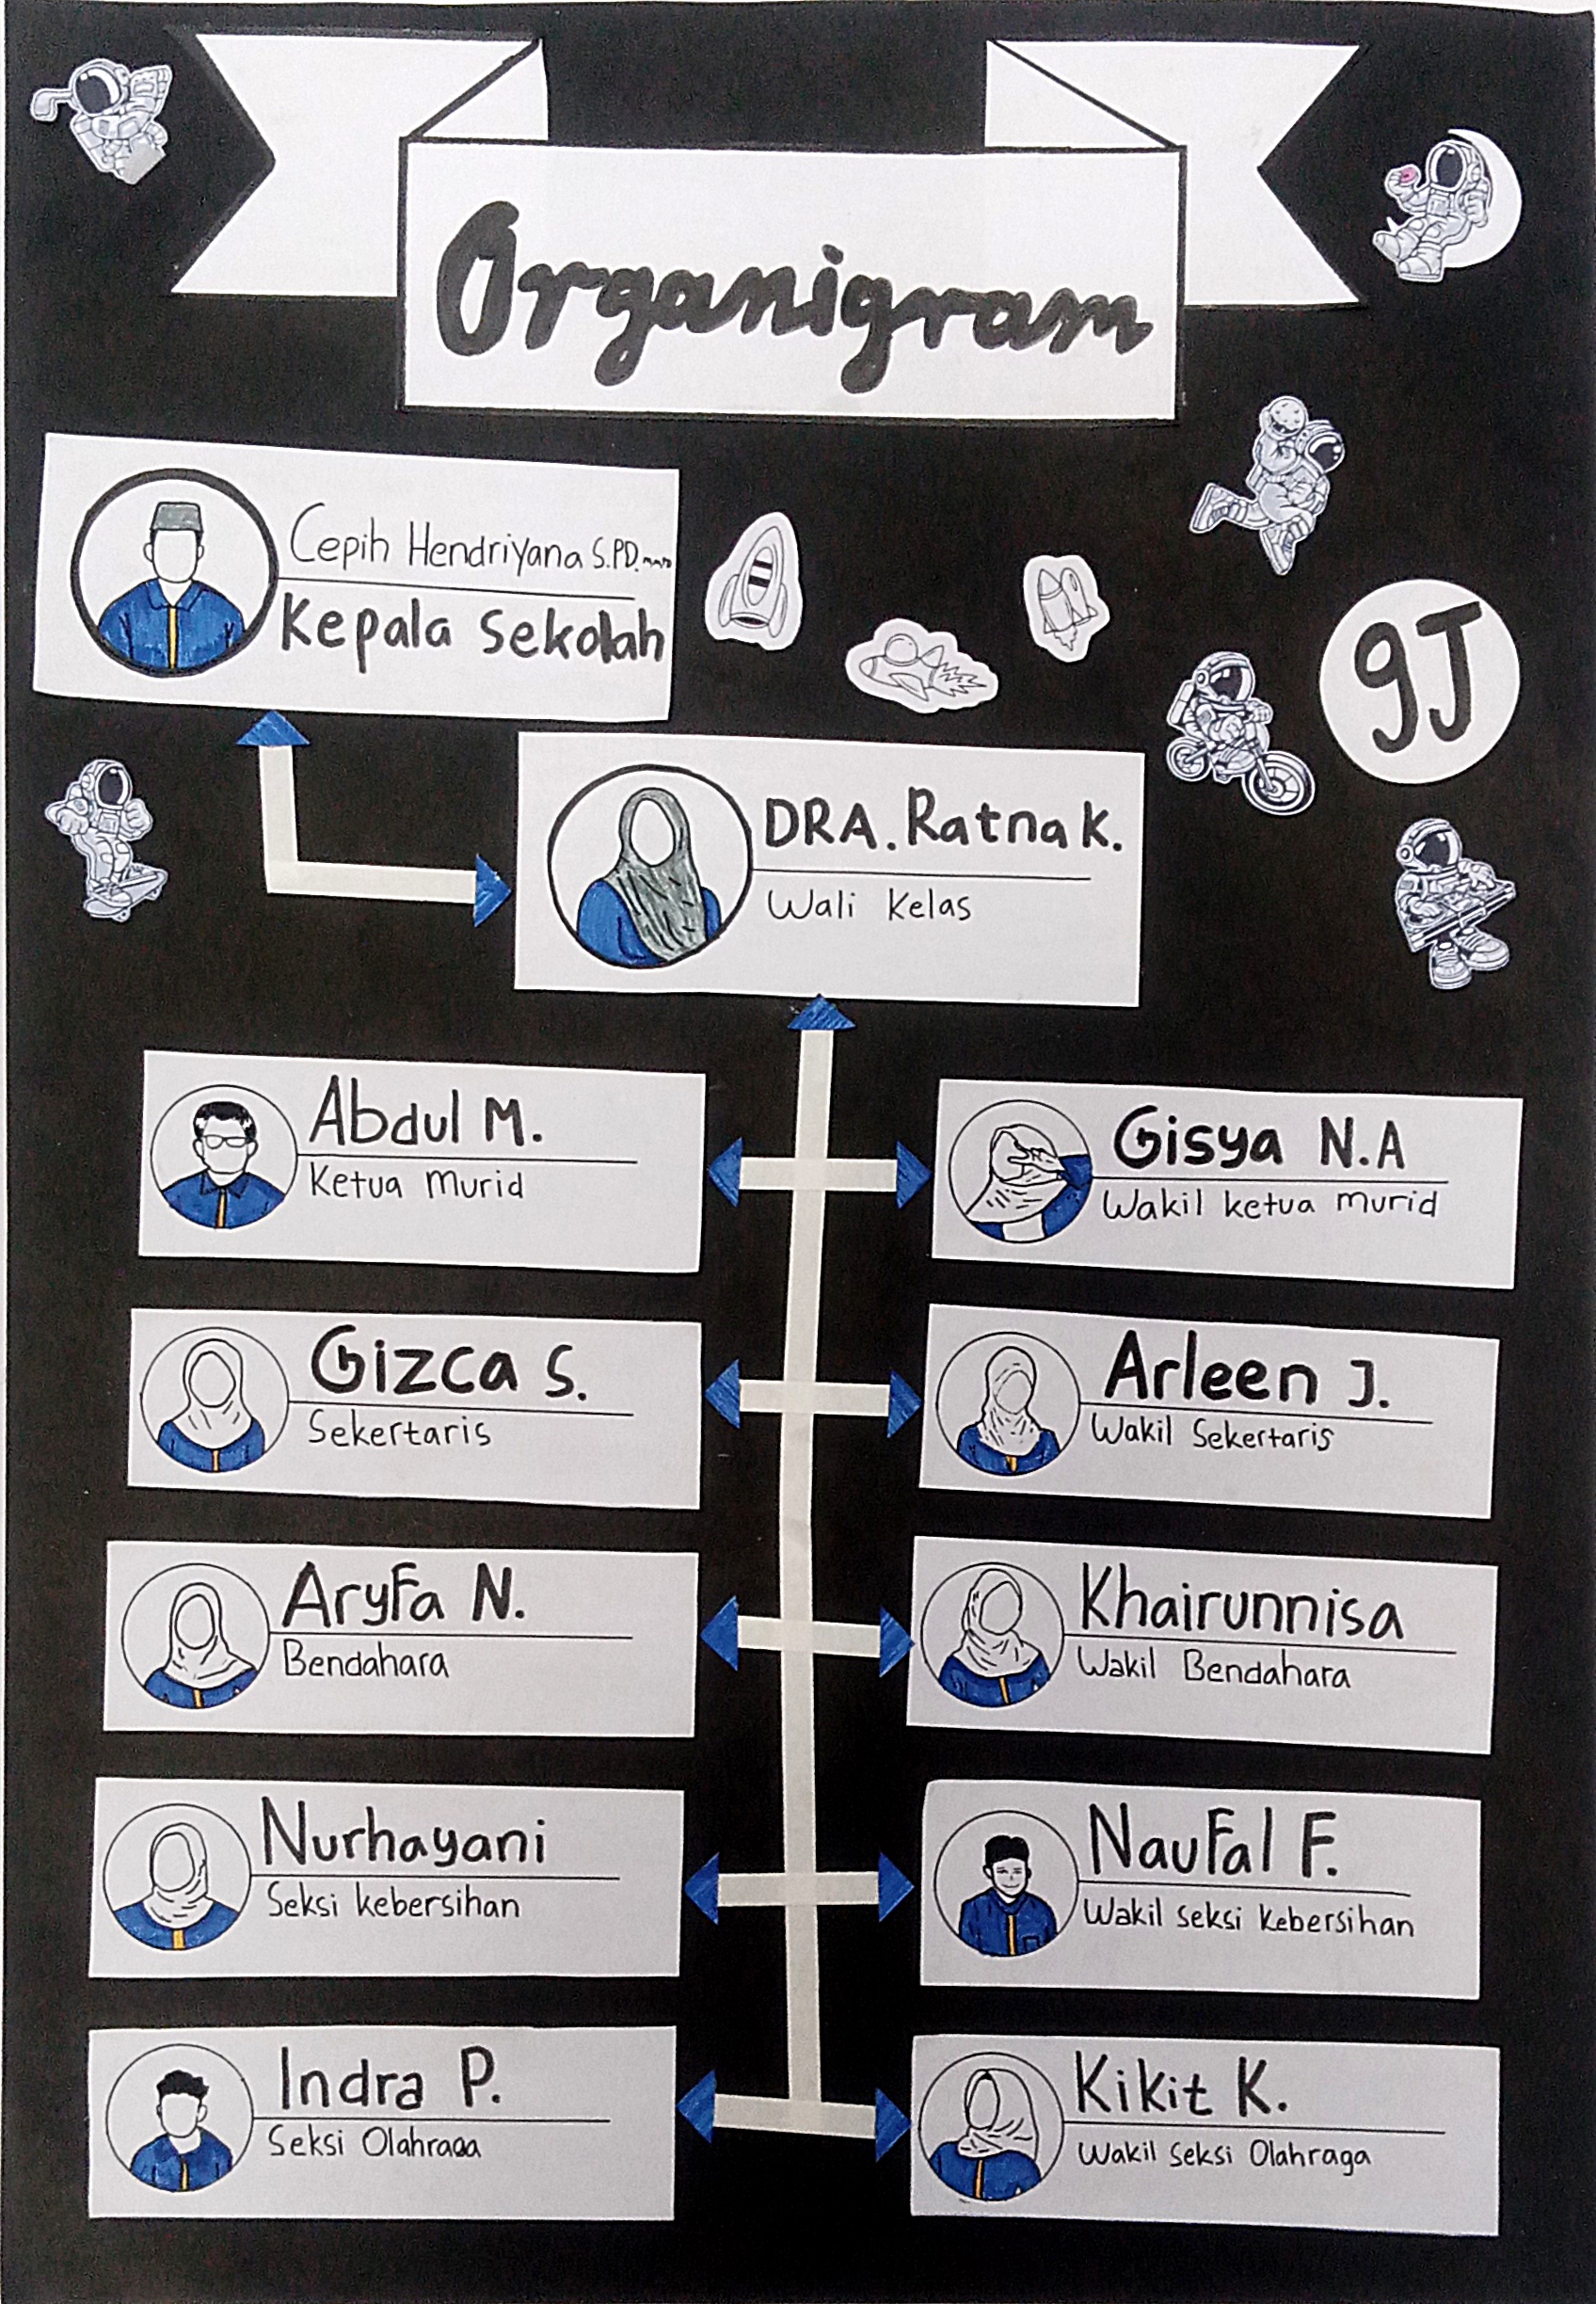 Organigram
Cepih Hendriyana S.PD.
Kepala Sekolah
9J
DRA. Ratna K.
Wali Kelas
Abdul M.
Ketua Murid
Gisya N.A
Wakil ketua murid
Gizca S.
Sekertaris
Arleen J.
Wakil Sekertaris
Aryfa N.
Bendahara
Khairunnisa
Wakil Bendahara
Nurhayani
Seksi kebersihan
Naufal F.
Wakil seksi kebersihan
Indra P.
Seksi Olahraga
Kikit K.
Wakil seksi Olahraga